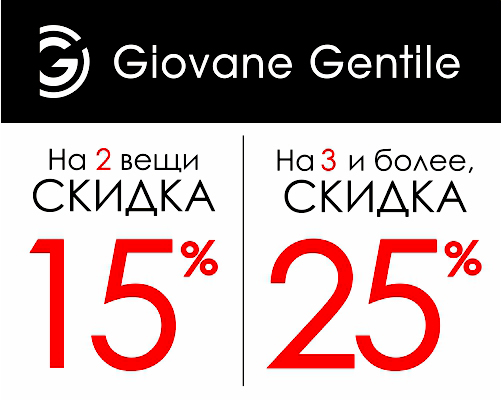 Giovane Gentile
На 2 вещи
СКИДКА
15%
На 3 и более,
СКИДКА
25%